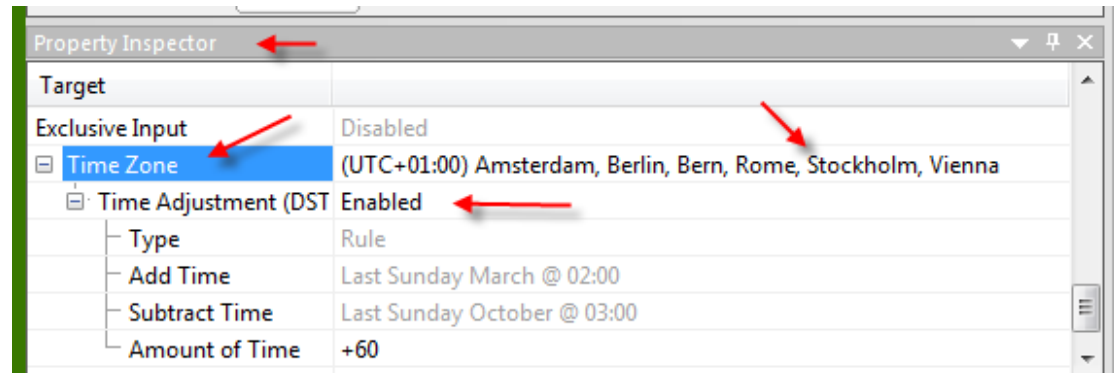 Property Inspector
Target
Exclusive Input Disabled
Time Zone (UTC+01:00) Amsterdam, Berlin, Bern, Rome, Stockholm, Vienna
Time Adjustment (DST Enabled
Type Rule
Add Time Last Sunday March @ 02:00
Subtract Time Last Sunday October @ 03:00
Amount of Time +60